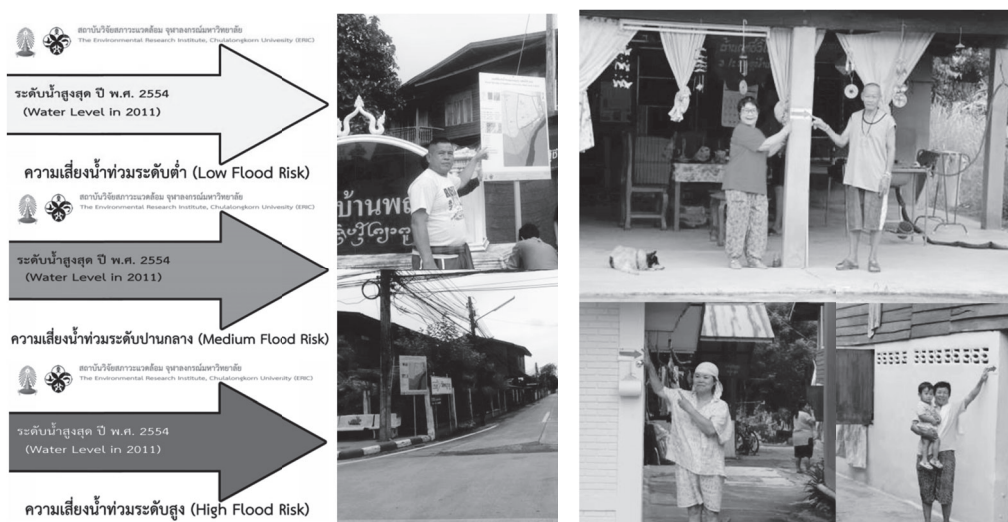 สถาบันวิจัยสภาวะแวดล้อม จุฬาลงกรณ์มหาวิทยาลัย
The Environmental Research Institute, Chulalongkorn Univesity (ERIC)
ระดับน้ำสูงสุด ปี พ.ศ. 2554
(Water Level in 2011)
ความเสี่ยงน้ำท่วมระดับต่ำ (Low Flood Risk)
สถาบันวิจัยสภาวะแวดล้อม จุฬาลงกรณ์มหาวิทยาลัย
The Environmental Research Institute, Chulalongkorn Univesity (ERIC)
ระดับน้ำสูงสุด ปี พ.ศ. 2554
(Water Level in 2011)
ความเสี่ยงน้ำท่วมระดับปานกลาง (Medium Flood Risk)
สถาบันวิจัยสภาวะแวดล้อม จุฬาลงกรณ์มหาวิทยาลัย
The Environmental Research Institute, Chulalongkorn Univesity (ERIC)
ระดับน้ำสูงสุด ปี พ.ศ. 2554
(Water Level in 2011)
ความเสี่ยงน้ำท่วมระดับสูง (High Flood Risk)